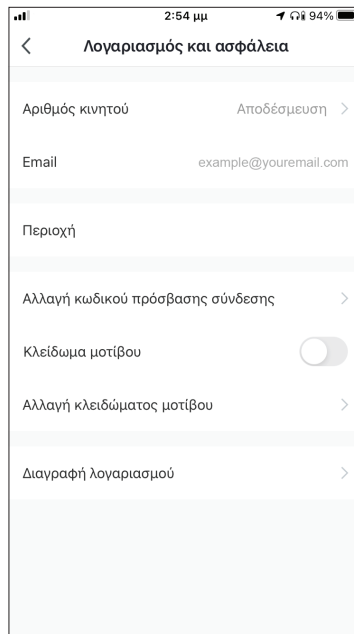 2:54 μμ 94%
Λογαριασμός και ασφάλεια
Αριθμός κινητού Αποδέσμευση
Email example@youremail.com
Περιοχή
Αλλαγή κωδικού πρόσβασης σύνδεσης
Κλείδωμα μοτίβου
Αλλαγή κλειδώματος μοτίβου
Διαγραφή λογαριασμού